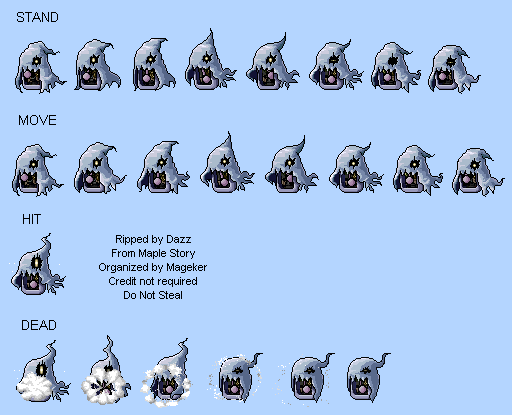 STAND
MOVE
HIT
Ripped by Dazz
From Maple Story
Organized by Mageker
Credit not required
Do Not Steal
DEAD